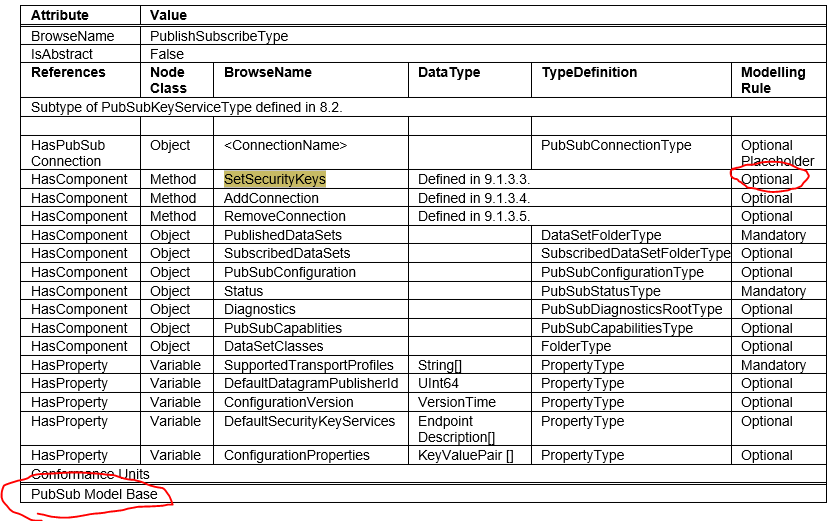 Attribute Value
BrowseName PublishSubscribeType
IsAbstract False
References Node Class BrowseName DataType TypeDefinition Modelling Rule
Subtype of PubSubKeyServiceType defined in 8.2.
HasPubSub Connection Object <ConnectionName> PubSubConnectionType Optional Placeholder
HasComponent Method SetSecurityKeys Defined in 9.1.3.3. Optional
HasComponent Method AddConnection Defined in 9.1.3.4. Optional
HasComponent Method RemoveConnection Defined in 9.1.3.5. Optional
HasComponent Object PublishedDataSets DataSetFolderType Mandatory
HasComponent Object SubscribedDataSets SubscribedDataSetFolderType Optional
HasComponent Object PubSubConfiguration PubSubConfigurationType Optional
HasComponent Object Status PubSubStatusType Mandatory
HasComponent Object Diagnostics PubSubDiagnosticsRootType Optional
HasComponent Object PubSubCapablities PubSubCapabilitiesType Optional
HasComponent Object DataSetClasses FolderType Optional
HasProperty Variable SupportedTransportProfiles String[] PropertyType Mandatory
HasProperty Variable DefaultDatagramPublisherId UInt64 PropertyType Optional
HasProperty Variable ConfigurationVersion VersionTime PropertyType Optional
HasProperty Variable DefaultSecurityKeyServices Endpoint Description[] PropertyType Optional
HasProperty Variable ConfigurationProperties KeyValuePair [] PropertyType Optional
Conformance Units
PubSub Model Base